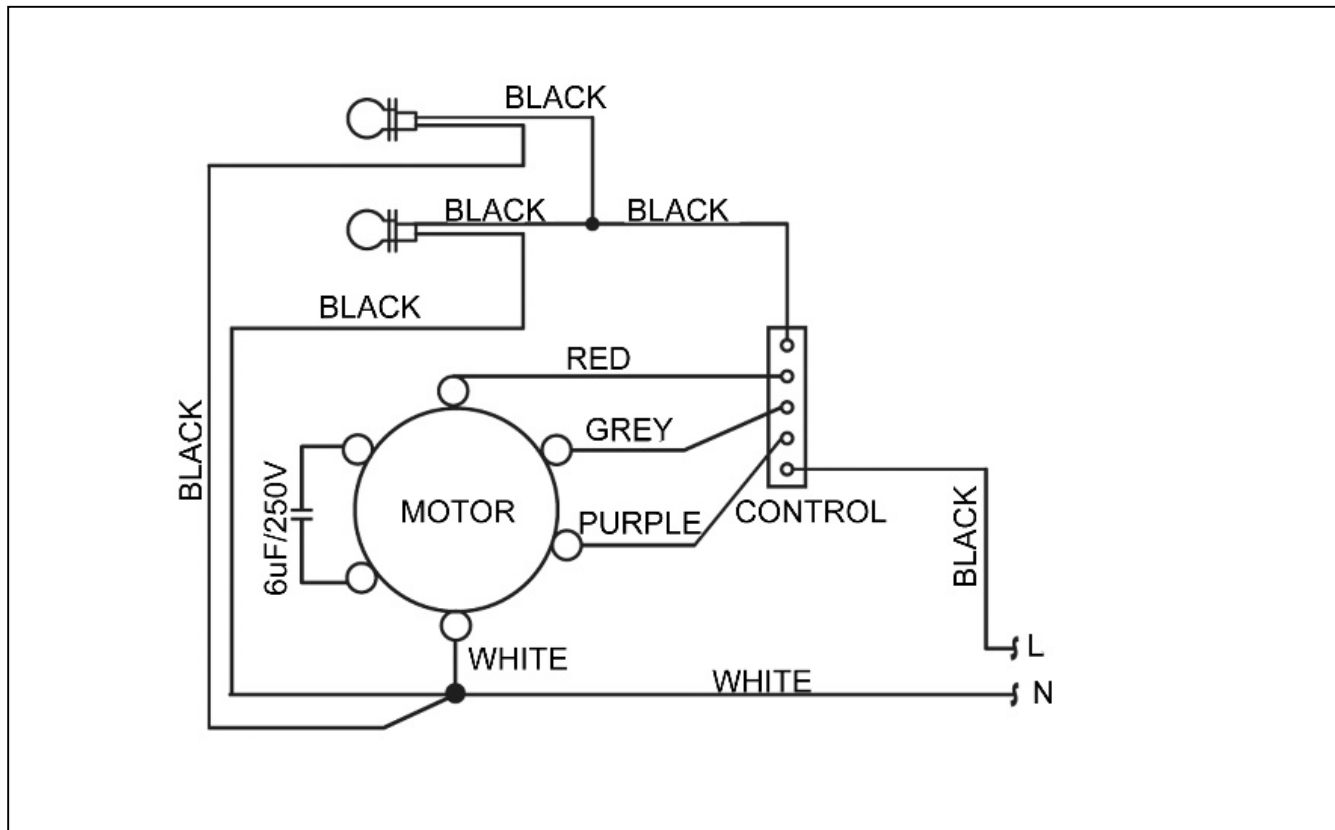 BLACK
BLACK
BLACK
BLACK
RED
BLACK
GREY
6uF/250V
MOTOR
PURPLE
CONTROL
BLACK
WHITE
L
WHITE
N